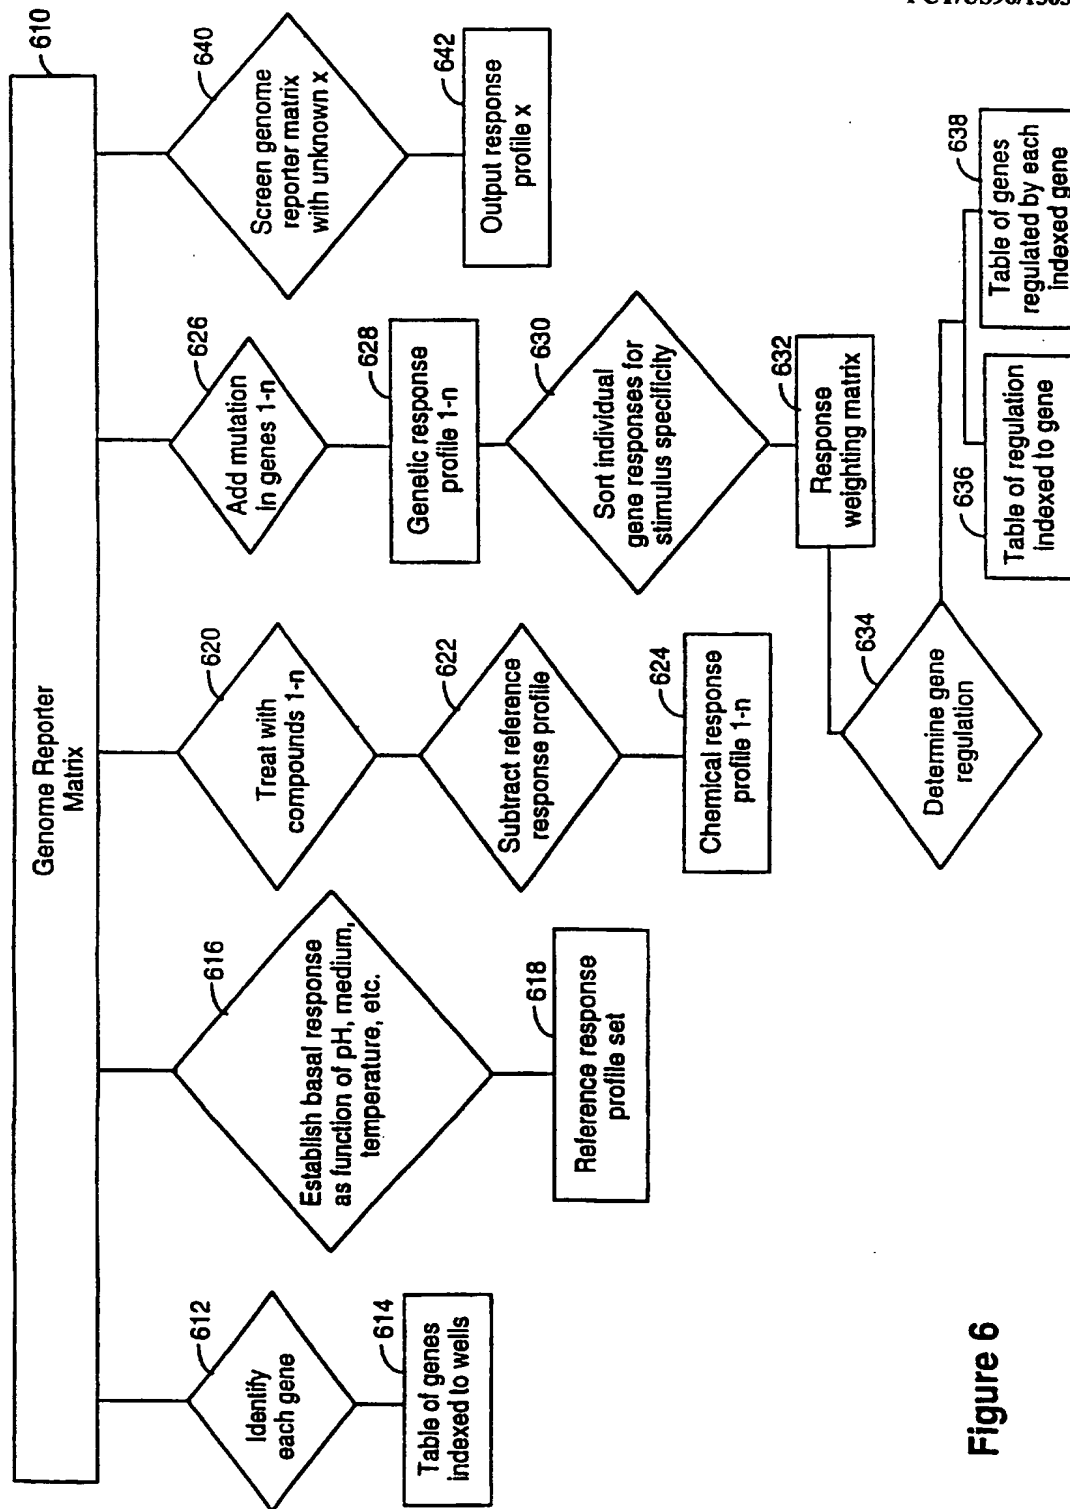 Genome Reporter
Matrix
610
Identify
each gene
612
Table of genes
indexed to wells
614
Establish basal response
as function of pH, medium,
temperature, etc.
616
Reference response
profile set
618
Treat with
compounds 1-n
620
Subtract reference
response profile
622
Chemical response
profile 1-n
624
Add mutation
in genes 1-n
626
Genetic response
profile 1-n
628
Sort individual
gene responses for
stimulus specificity
630
Response
weighting matrix
632
Determine gene
regulation
634
Table of regulation
indexed to gene
636
Table of genes
regulated by each
indexed gene
638
Screen genome
reporter matrix
with unknown x
640
Output response
profile x
642
Figure 6